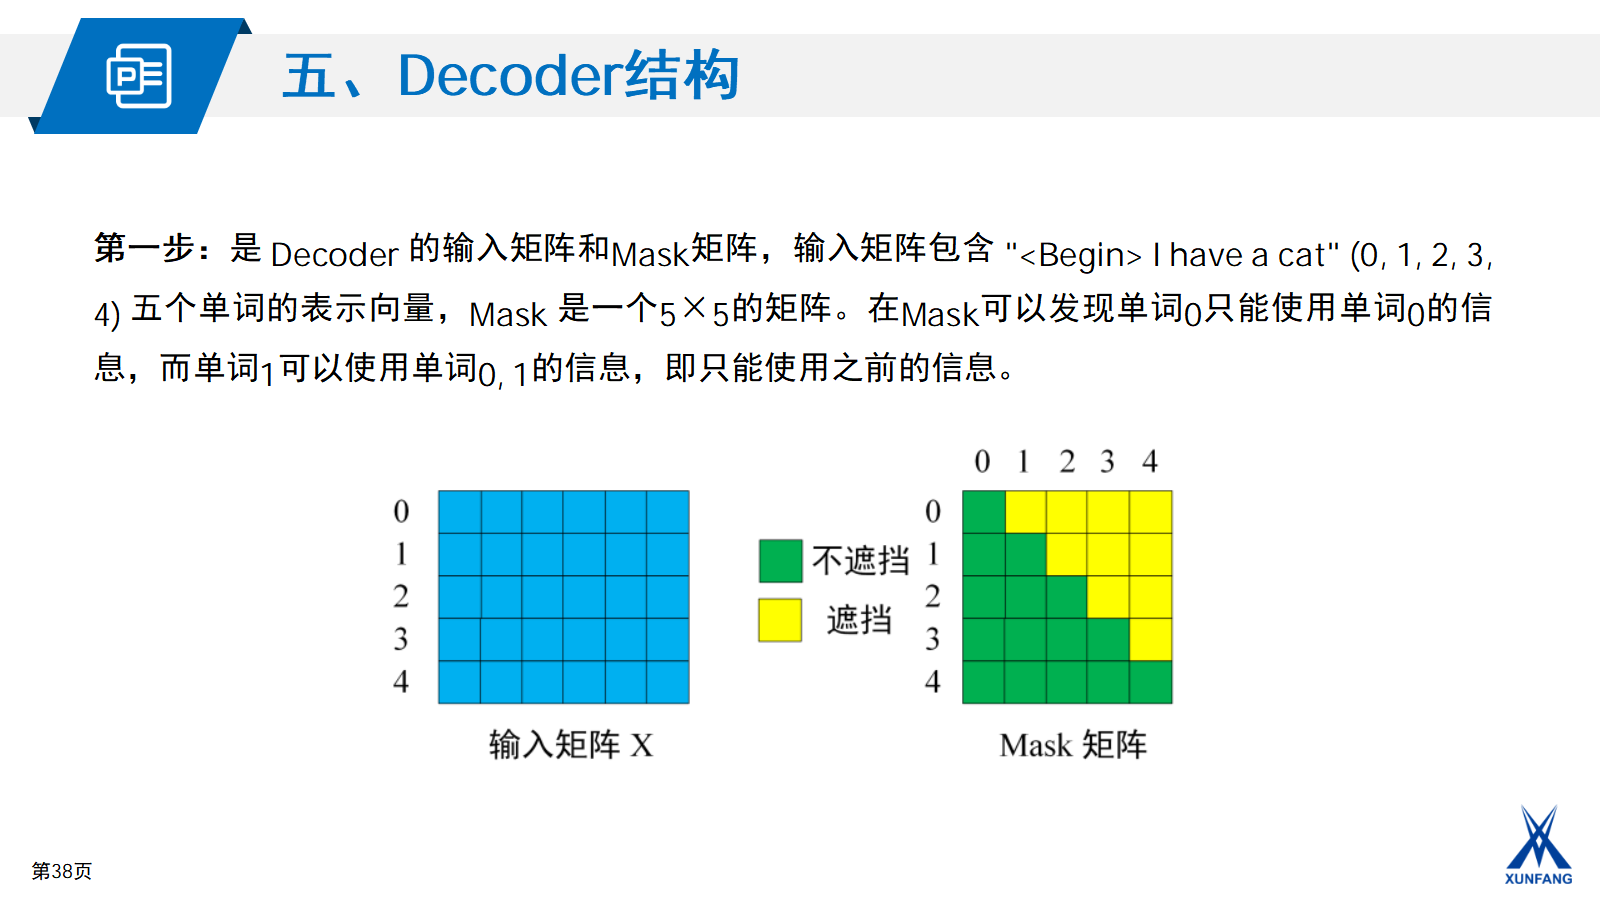 五、Decoder结构
第一步：是 Decoder 的输入矩阵和Mask矩阵，输入矩阵包含 "<Begin> I have a cat" (0, 1, 2, 3,
4) 五个单词的表示向量，Mask 是一个5×5的矩阵。在Mask可以发现单词0只能使用单词0的信
息，而单词1可以使用单词0, 1的信息，即只能使用之前的信息。
0 1 2 3 4
0
1
2
3
4
输入矩阵 X
不遮挡
遮挡
0
1
2
3
4
Mask 矩阵
第38页
XUNFANG